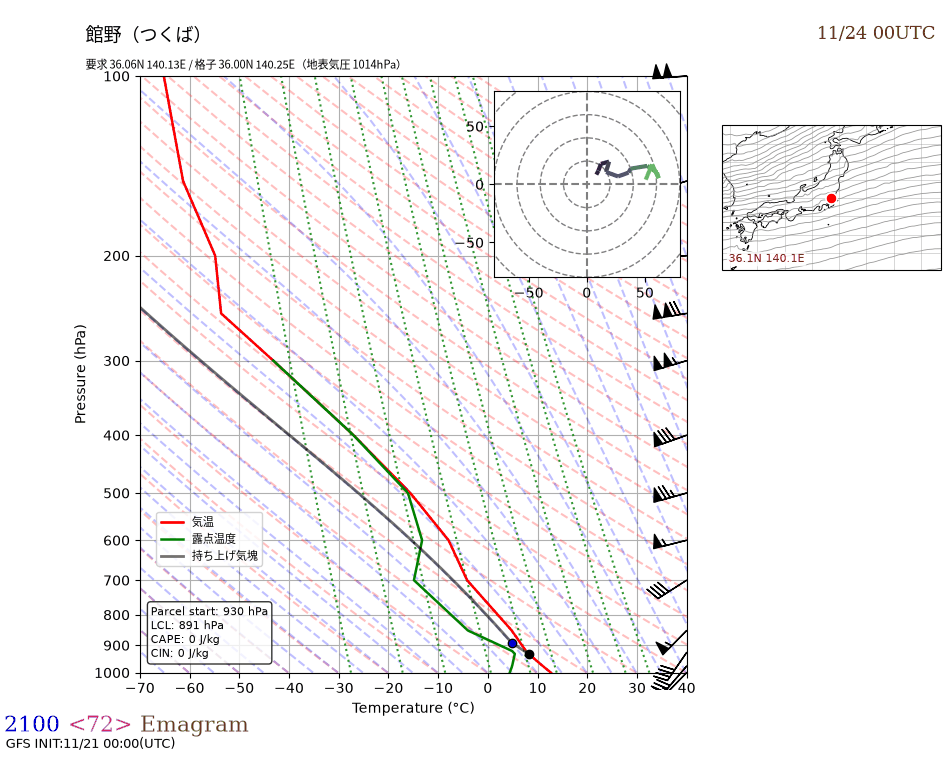 館野（つくば）
11/24 00UTC
要求 36.06N 140.13E / 格子 36.00N 140.25E（地表気圧 1014hPa）
100
200
300
400
500
600
700
800
900
1000
Pressure (hPa)
−70 −60 −50 −40 −30 −20 −10 0 10 20 30 40
Temperature (°C)
50
0
−50
−50 0 50
36.1N 140.1E
気温
露点温度
持ち上げ気塊
Parcel start: 930 hPa
LCL: 891 hPa
CAPE: 0 J/kg
CIN: 0 J/kg
2100 <72> Emagram
GFS INIT:11/21 00:00(UTC)